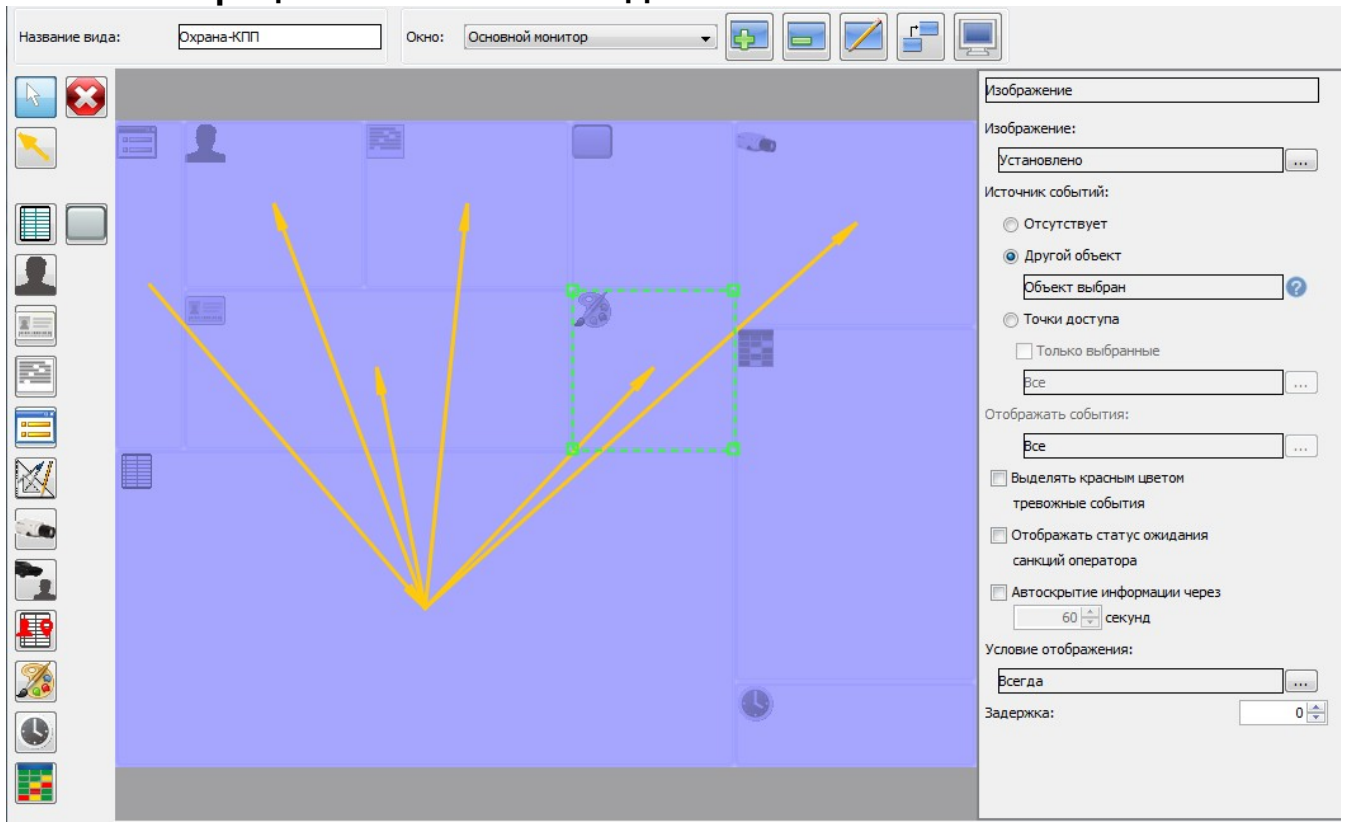 Название вида:
Охрана-КПП
Окно:
Основной монитор
Изображение
Изображение:
Установлено
...
Источник событий:
Отсутствует
Другой объект
Объект выбран
?
Точки доступа
Только выбранные
Все
...
Отображать события:
Все
...
Выделять красным цветом
тревожные события
Отображать статус ожидания
санкций оператора
Автоскрытие информации через
60 секунд
Условие отображения:
Всегда
...
Задержка:
0